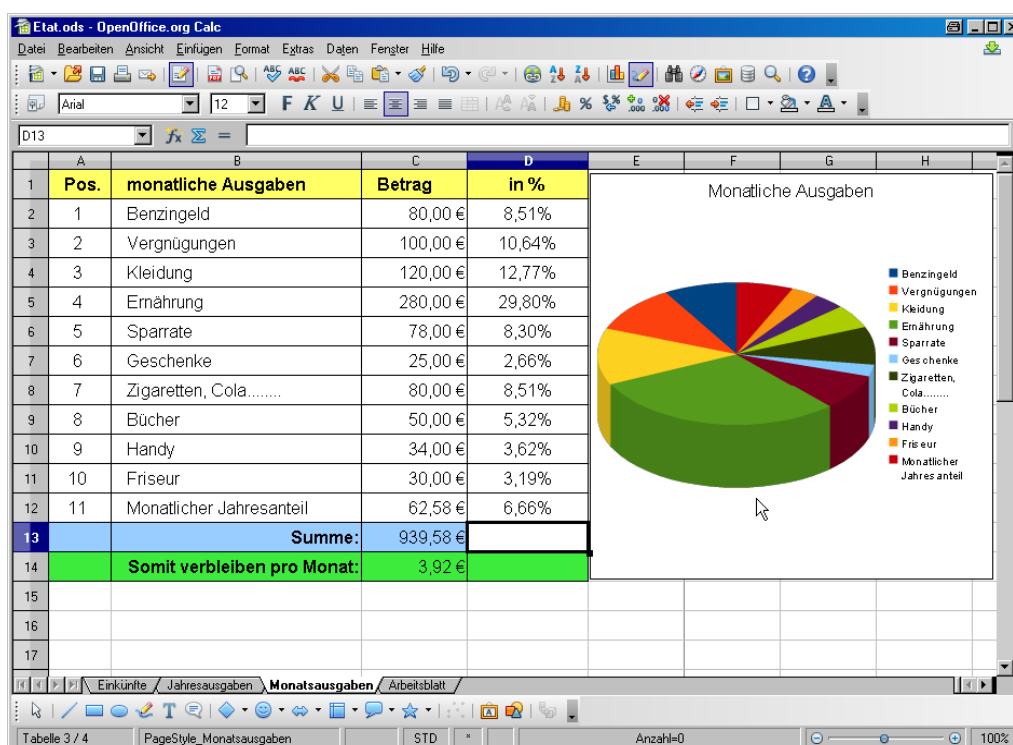 Etat.ods - OpenOffice.org Calc
Datei Bearbeiten Ansicht Einfügen Format Extras Daten Fenster Hilfe
Arial 12 F K U
D13
A B C D E F G H
1 Pos. monatliche Ausgaben Betrag in %
2 1 Benzingeld 80,00 € 8,51%
3 2 Vergnügungen 100,00 € 10,64%
4 3 Kleidung 120,00 € 12,77%
5 4 Ernährung 280,00 € 29,80%
6 5 Sparrate 78,00 € 8,30%
7 6 Geschenke 25,00 € 2,66%
8 7 Zigaretten, Cola........ 80,00 € 8,51%
9 8 Bücher 50,00 € 5,32%
10 9 Handy 34,00 € 3,62%
11 10 Friseur 30,00 € 3,19%
12 11 Monatlicher Jahresanteil 62,58 € 6,66%
13 Summe: 939,58 €
14 Somit verbleiben pro Monat: 3,92 €
15
16
17
Monatliche Ausgaben
Benzingeld
Vergnügungen
Kleidung
Ernährung
Sparrate
Geschenke
Zigaretten,
Cola........
Bücher
Handy
Friseur
Monatlicher
Jahresanteil
Einkünfte Jahresausgaben Monatsausgaben Arbeitsblatt
Tabelle 3 / 4 PageStyle_Monatsausgaben STD * Anzahl=0 100%